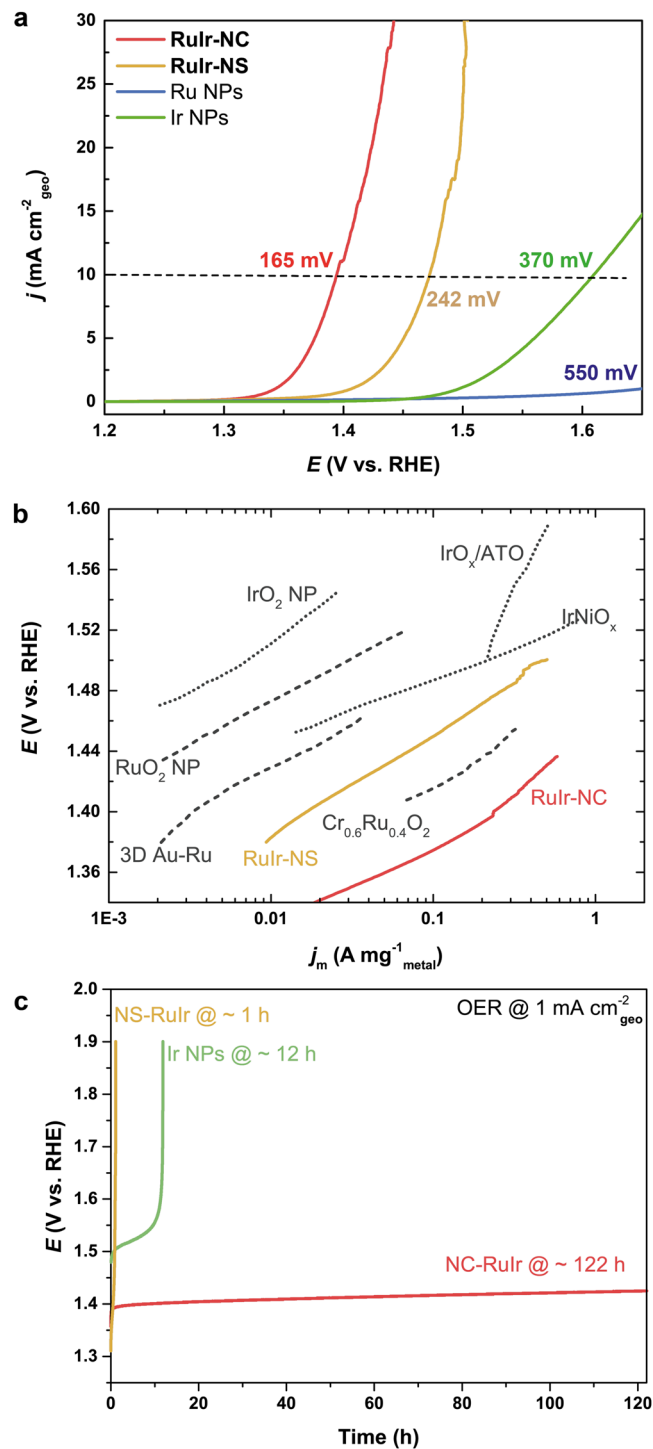 a
RuIr-NC
RuIr-NS
Ru NPs
Ir NPs
165 mV
370 mV
242 mV
550 mV
30
25
20
15
10
5
0
j (mA cm⁻²geo)
1.2 1.3 1.4 1.5 1.6
E (V vs. RHE)
b
1.60
1.56
1.52
1.48
1.44
1.40
1.36
E (V vs. RHE)
IrOₓ/ATO
IrO₂ NP
IrNiOₓ
RuO₂ NP
RuIr-NC
Cr₀.₆Ru₀.₄O₂
3D Au-Ru
RuIr-NS
1E-3 0.01 0.1 1
jₘ (A mg⁻¹metal)
c
2.0
1.9
1.8
1.7
1.6
1.5
1.4
1.3
E (V vs. RHE)
NS-RuIr @ ~ 1 h
OER @ 1 mA cm⁻²geo
Ir NPs @ ~ 12 h
NC-RuIr @ ~ 122 h
0 20 40 60 80 100 120
Time (h)